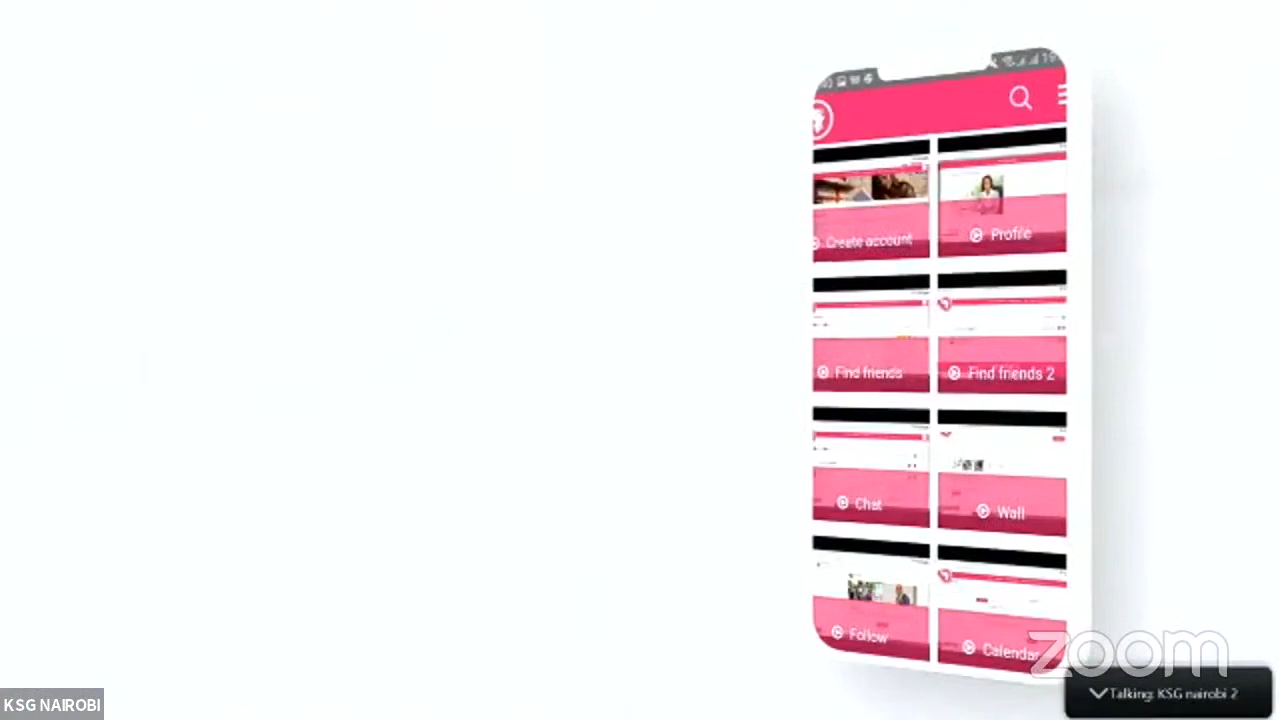 Create account
Profile
Find friends
Find friends 2
Chat
Wall
Follow
Calendar
zoom
KSG NAIROBI
Talking: KSG nairobi 2